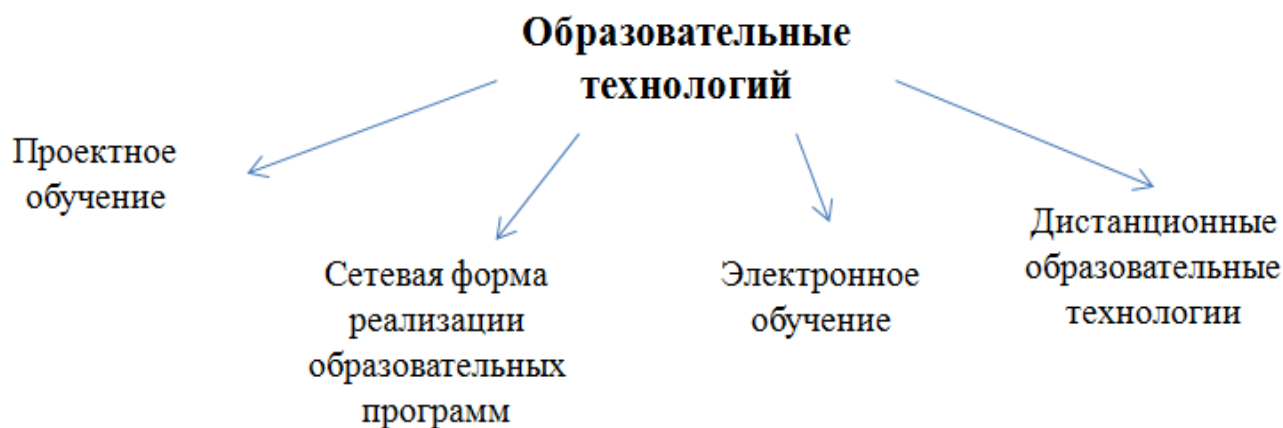 Образовательные
технологий
Проектное
обучение
Сетевая форма
реализации
образовательных
программ
Электронное
обучение
Дистанционные
образовательные
технологии